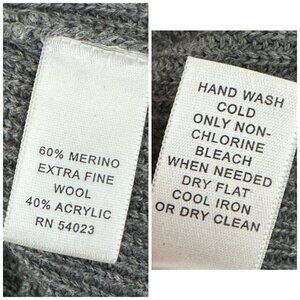 60% MERINO
EXTRA FINE
WOOL
40% ACRYLIC
RN 54023
HAND WASH
COLD
ONLY NON-
CHLORINE
BLEACH
WHEN NEEDED
DRY FLAT
COOL IRON
OR DRY CLEAN